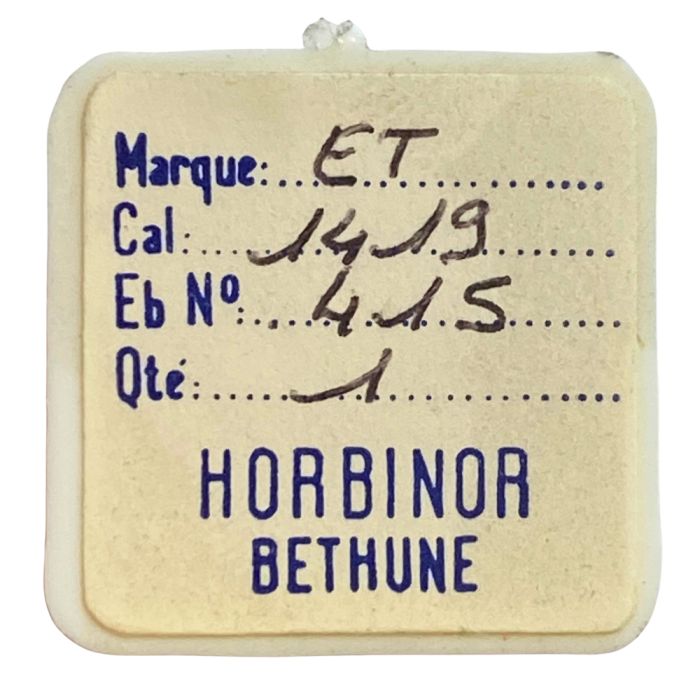 Marque: ET
Cal: 1419
Eb Nº: 415
Qté: 1
HORBINOR
BETHUNE